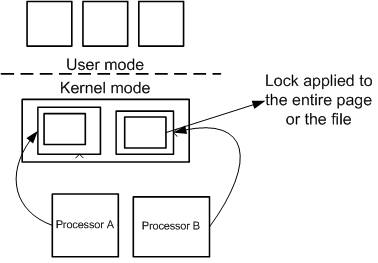 User mode
Kernel mode
Lock applied to
the entire page
or the file
Processor A
Processor B